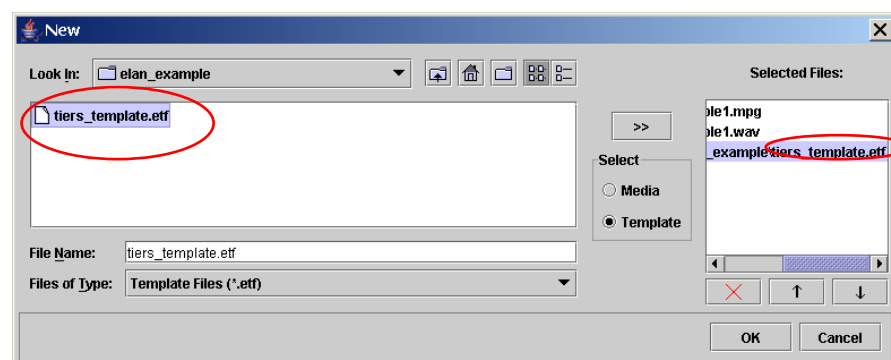 New
Look In: elan_example
Selected Files:
tiers_template.etf
>>
ple1.mpg
ple1.wav
_example\tiers_template.etf
Select
Media
Template
File Name: tiers_template.etf
Files of Type: Template Files (*.etf)
OK Cancel